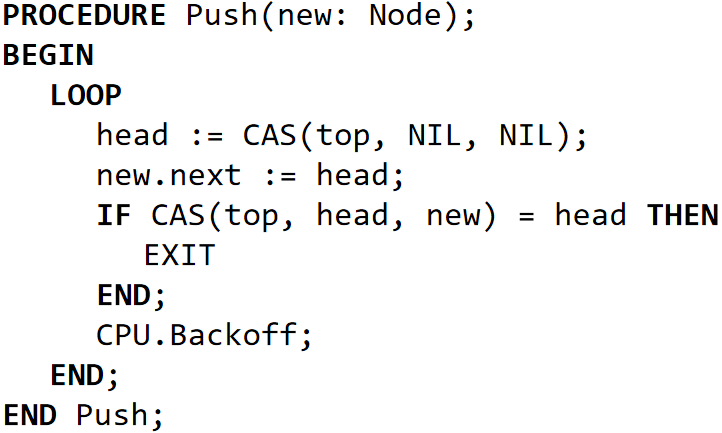 PROCEDURE Push(new: Node);
BEGIN
LOOP
head := CAS(top, NIL, NIL);
new.next := head;
IF CAS(top, head, new) = head THEN
EXIT
END;
CPU.Backoff;
END;
END Push;